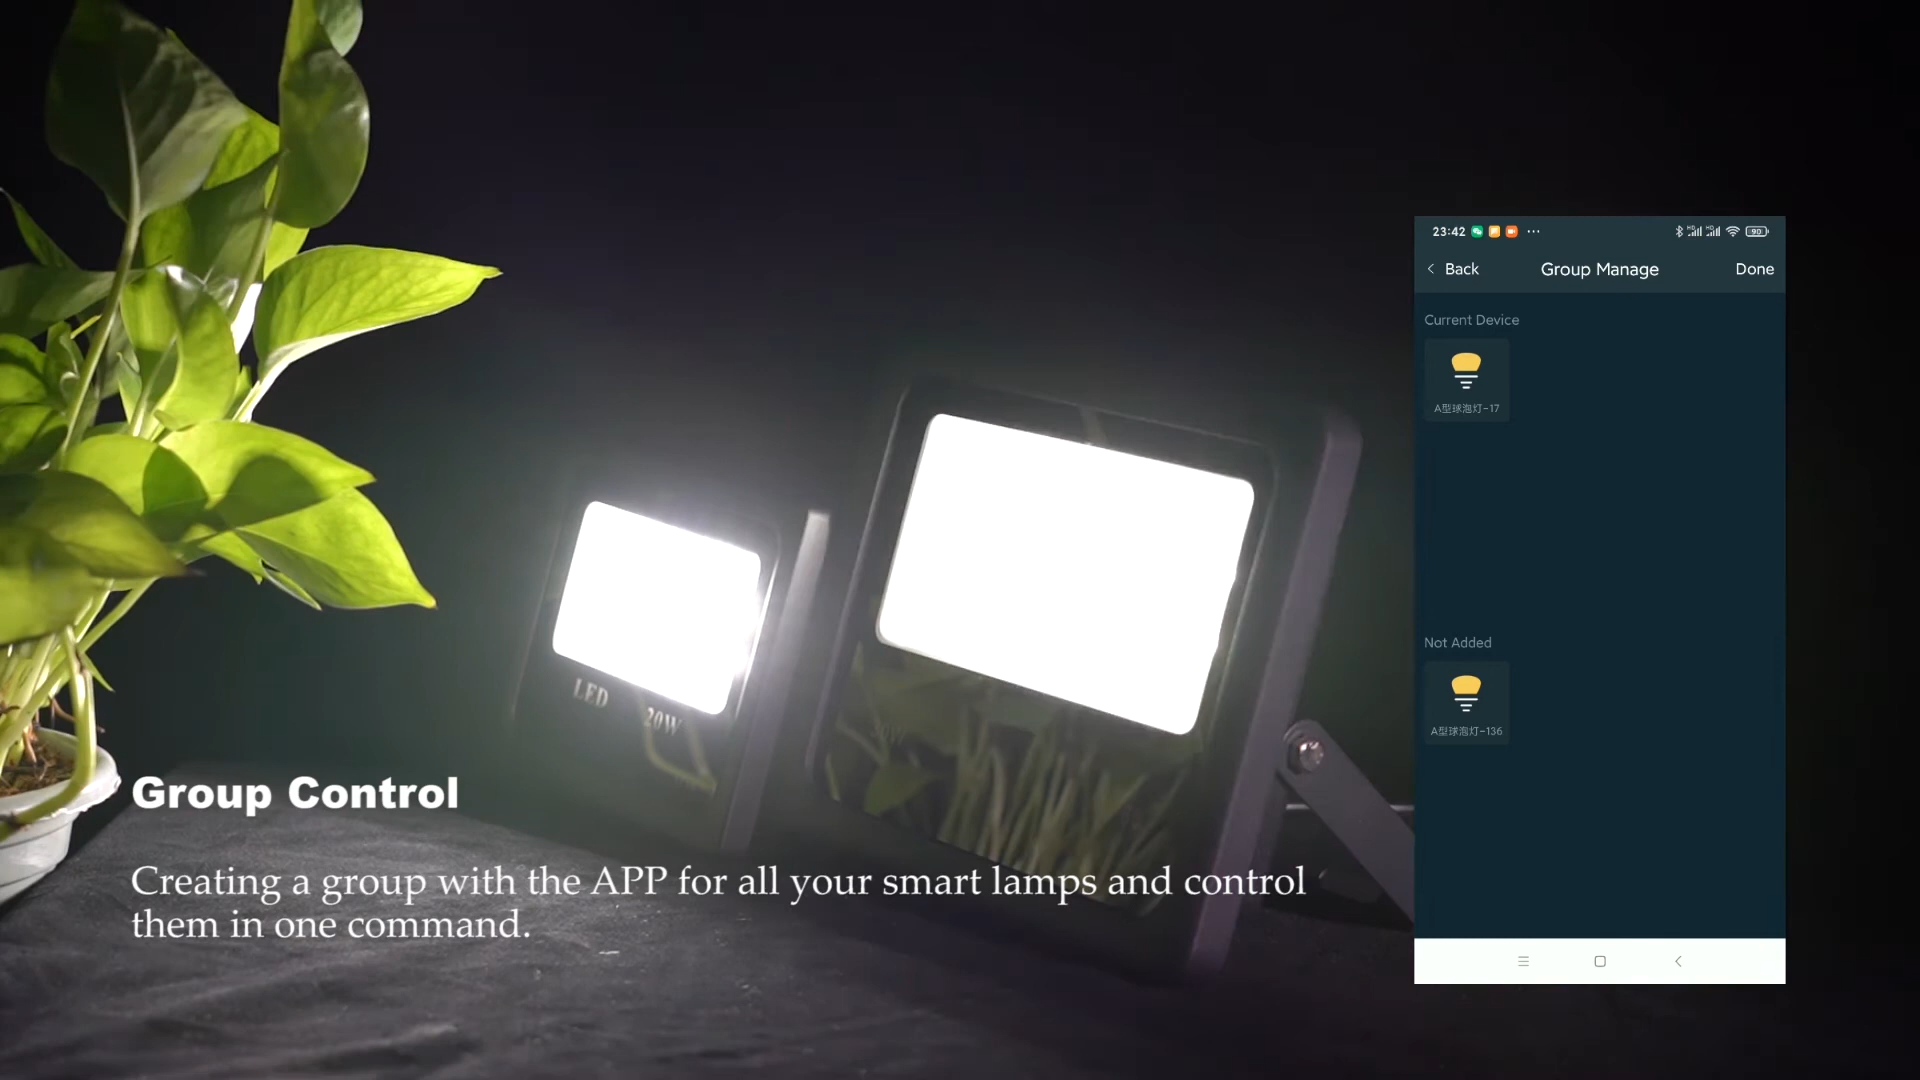 23:42
90
Back
Group Manage
Done
Current Device
A型球泡灯-17
Not Added
A型球泡灯-136
LED
20W
Group Control
Creating a group with the APP for all your smart lamps and control
them in one command.